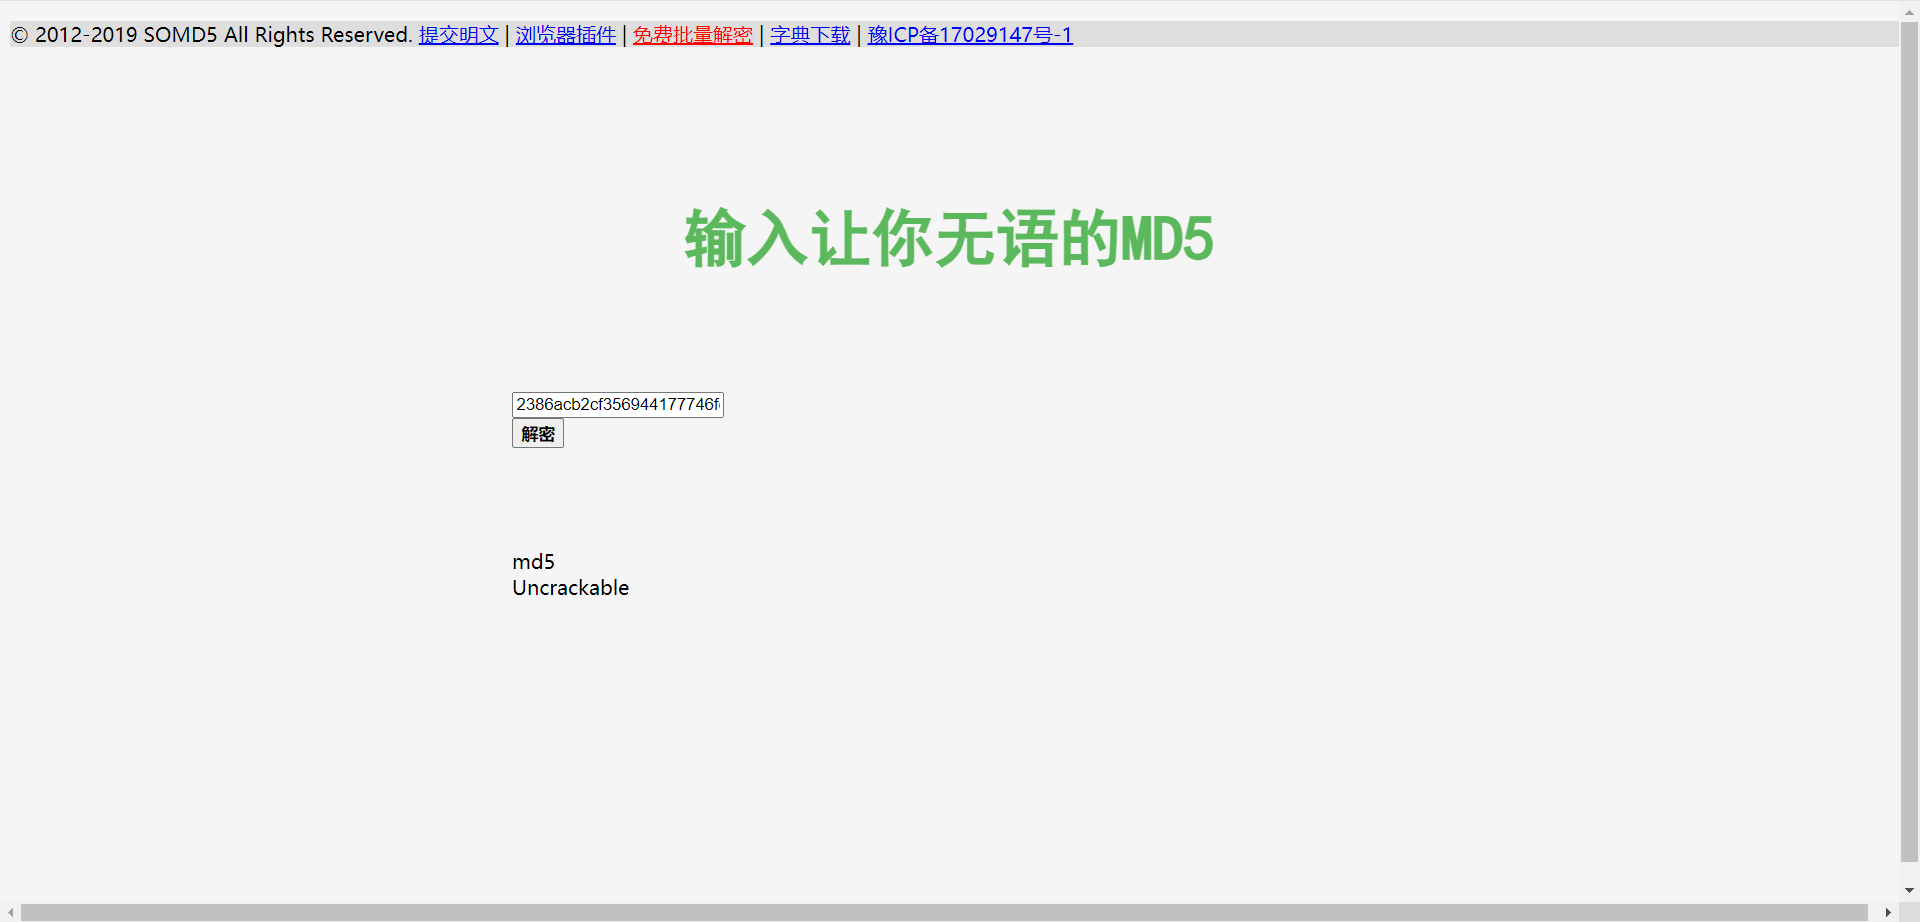 © 2012-2019 SOMD5 All Rights Reserved. 提交明文 | 浏览器插件 | 免费批量解密 | 字典下载 | 豫ICP备17029147号-1
输入让你无语的MD5
2386acb2cf356944177746f
解密
md5
Uncrackable